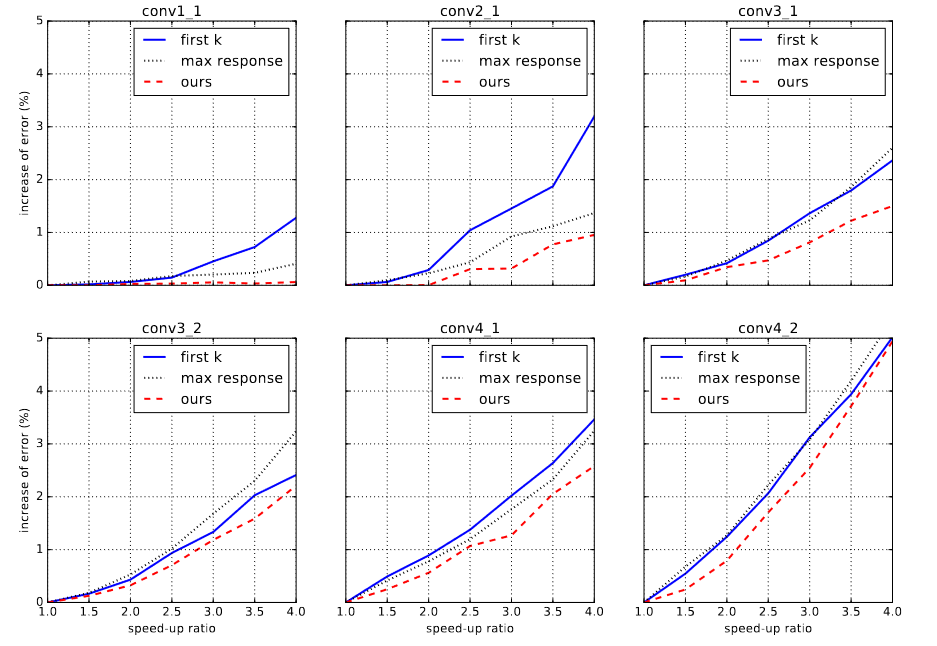 conv1_1
5
4
3
2
1
0
increase of error (%)
first k
max response
ours
conv2_1
first k
max response
ours
conv3_1
first k
max response
ours
conv3_2
5
4
3
2
1
0
increase of error (%)
first k
max response
ours
1.0 1.5 2.0 2.5 3.0 3.5 4.0
speed-up ratio
conv4_1
first k
max response
ours
1.0 1.5 2.0 2.5 3.0 3.5 4.0
speed-up ratio
conv4_2
first k
max response
ours
1.0 1.5 2.0 2.5 3.0 3.5 4.0
speed-up ratio